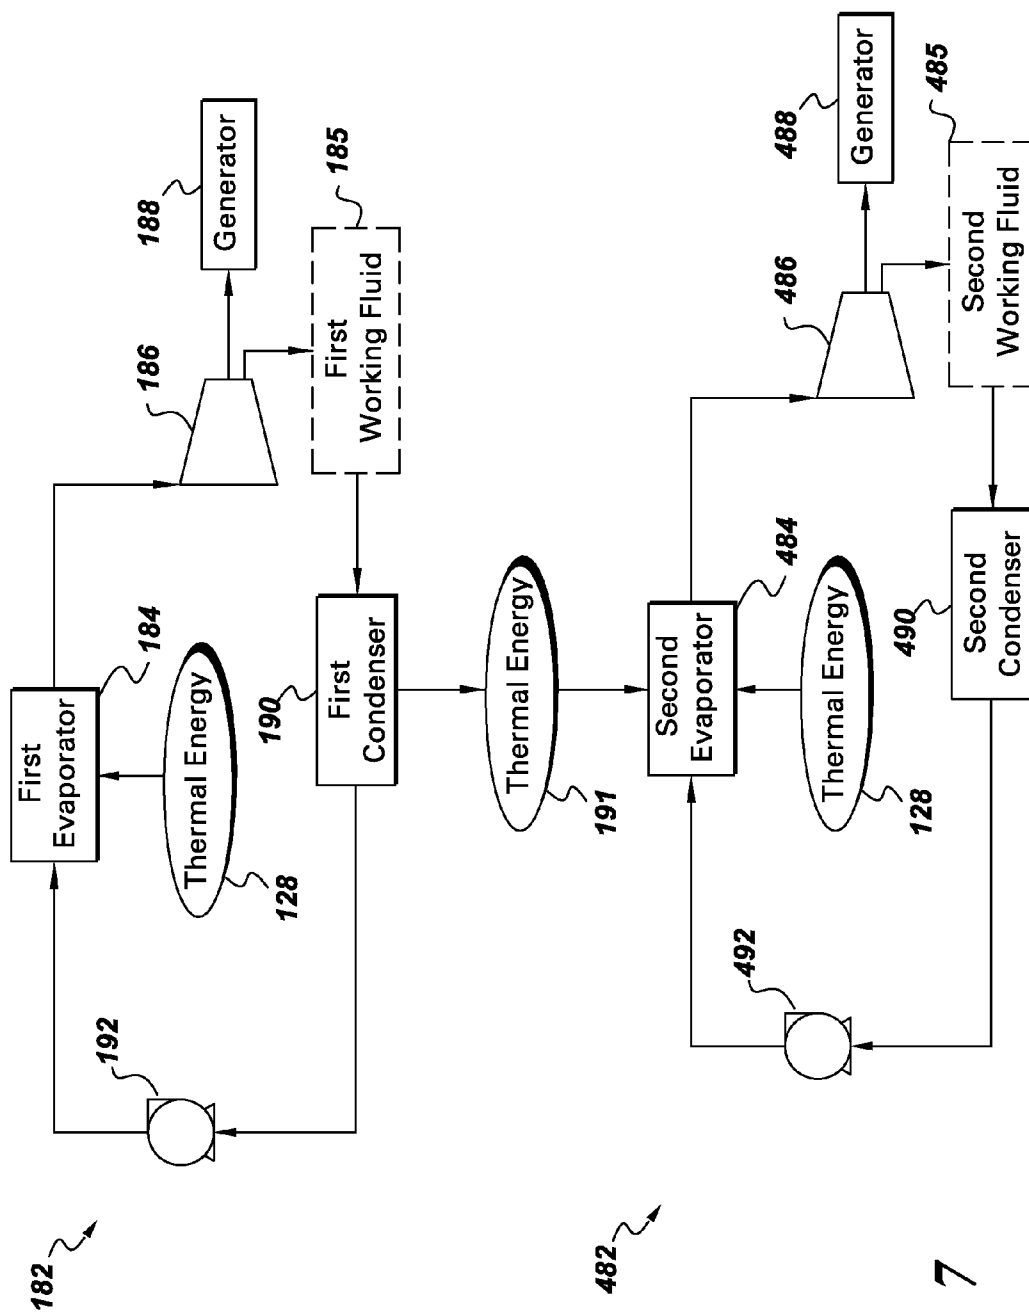 182
192
First
Evaporator
184
Thermal Energy
128
186
188
Generator
185
First
Working Fluid
190
First
Condenser
Thermal Energy
191
482
492
Second
Evaporator
484
Thermal Energy
128
486
488
Generator
485
Second
Working Fluid
490
Second
Condenser
7